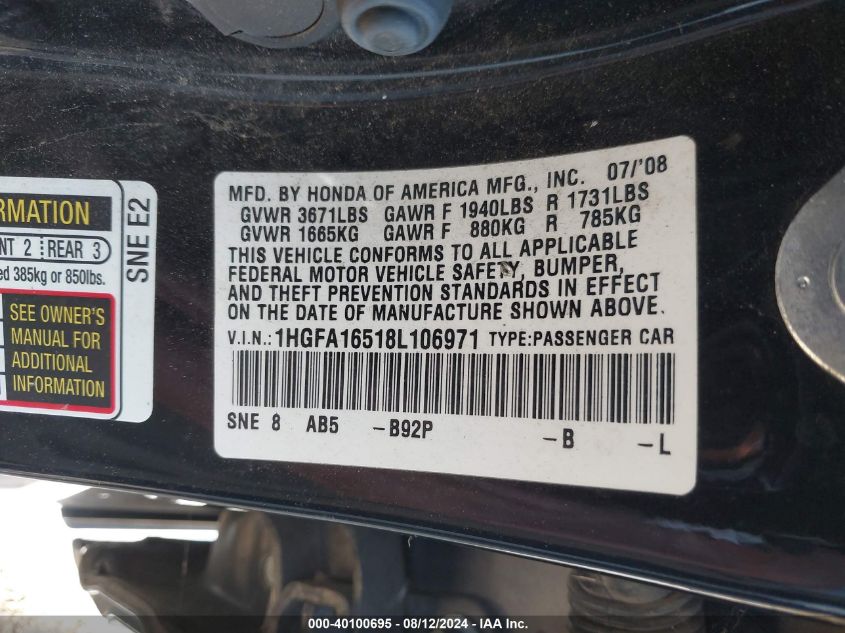 RMATION
NT 2 REAR 3
ed 385kg or 850lbs.
SEE OWNER'S
MANUAL FOR
ADDITIONAL
INFORMATION
SNE E2
MFD. BY HONDA OF AMERICA MFG., INC. 07/'08
GVWR 3671LBS GAWR F 1940LBS R 1731LBS
GVWR 1665KG GAWR F 880KG R 785KG
THIS VEHICLE CONFORMS TO ALL APPLICABLE
FEDERAL MOTOR VEHICLE SAFETY, BUMPER,
AND THEFT PREVENTION STANDARDS IN EFFECT
ON THE DATE OF MANUFACTURE SHOWN ABOVE.
V.I.N.: 1HGFA16518L106971 TYPE:PASSENGER CAR
SNE 8 AB5 -B92P -B -L
000-40100695 - 08/12/2024 - IAA Inc.